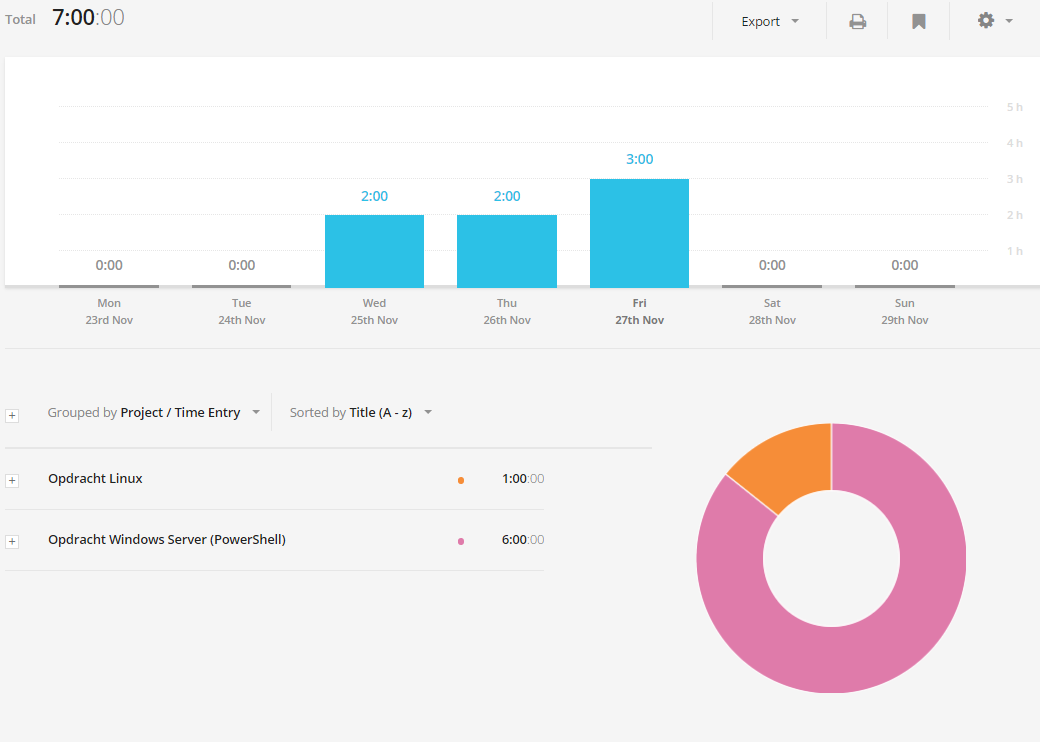 Total 7:00:00 Export
5 h
4 h
3:00
3 h
2:00 2:00
2 h
1 h
0:00 0:00 0:00 0:00
Mon Tue Wed Thu Fri Sat Sun
23rd Nov 24th Nov 25th Nov 26th Nov 27th Nov 28th Nov 29th Nov
Grouped by Project / Time Entry Sorted by Title (A - z)
Opdracht Linux 1:00:00
Opdracht Windows Server (PowerShell) 6:00:00